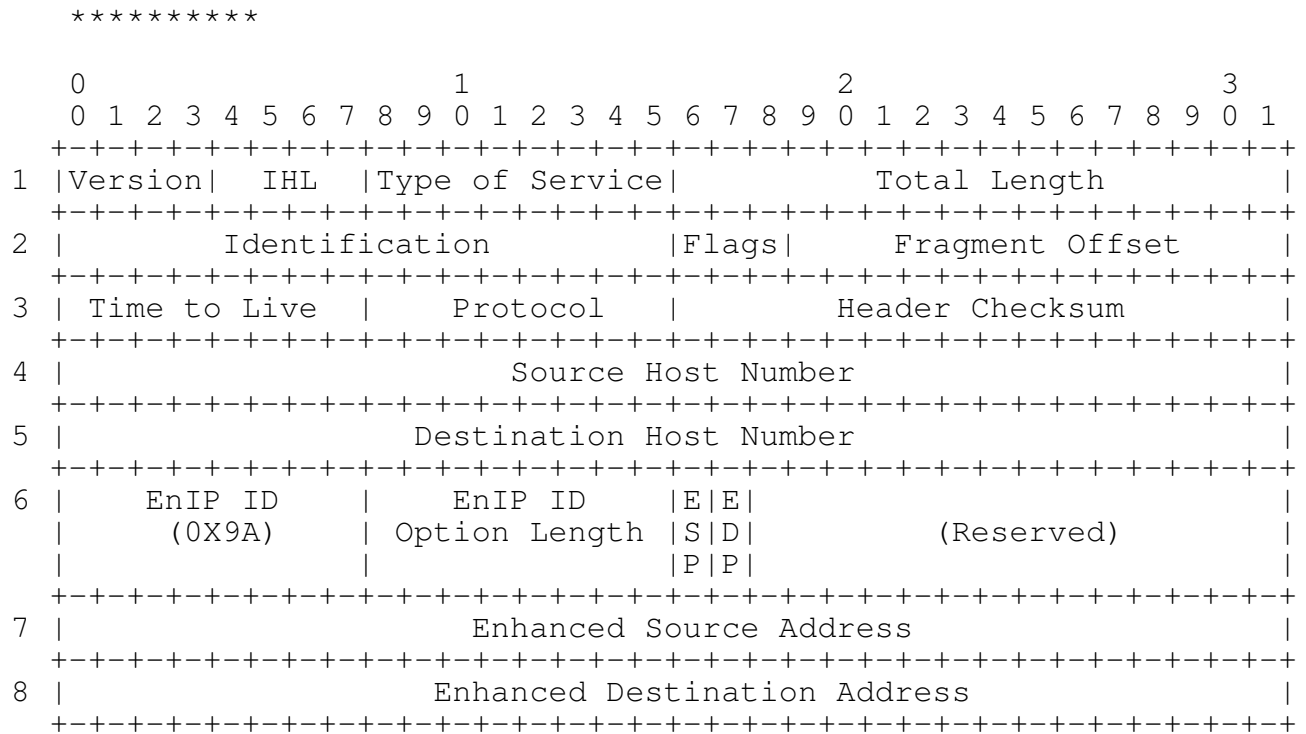 **********
0                   1                   2                   3
0 1 2 3 4 5 6 7 8 9 0 1 2 3 4 5 6 7 8 9 0 1 2 3 4 5 6 7 8 9 0 1
+-+-+-+-+-+-+-+-+-+-+-+-+-+-+-+-+-+-+-+-+-+-+-+-+-+-+-+-+-+-+-+-+
1 |Version|  IHL  |Type of Service|          Total Length         |
+-+-+-+-+-+-+-+-+-+-+-+-+-+-+-+-+-+-+-+-+-+-+-+-+-+-+-+-+-+-+-+-+
2 |        Identification         |Flags|     Fragment Offset     |
+-+-+-+-+-+-+-+-+-+-+-+-+-+-+-+-+-+-+-+-+-+-+-+-+-+-+-+-+-+-+-+-+
3 | Time to Live  |    Protocol   |        Header Checksum        |
+-+-+-+-+-+-+-+-+-+-+-+-+-+-+-+-+-+-+-+-+-+-+-+-+-+-+-+-+-+-+-+-+
4 |                       Source Host Number                      |
+-+-+-+-+-+-+-+-+-+-+-+-+-+-+-+-+-+-+-+-+-+-+-+-+-+-+-+-+-+-+-+-+
5 |                  Destination Host Number                      |
+-+-+-+-+-+-+-+-+-+-+-+-+-+-+-+-+-+-+-+-+-+-+-+-+-+-+-+-+-+-+-+-+
6 |    EnIP ID    |    EnIP ID    |E|E|                           |
|     (0X9A)    | Option Length |S|D|         (Reserved)        |
|               |               |P|P|                           |
+-+-+-+-+-+-+-+-+-+-+-+-+-+-+-+-+-+-+-+-+-+-+-+-+-+-+-+-+-+-+-+-+
7 |                     Enhanced Source Address                   |
+-+-+-+-+-+-+-+-+-+-+-+-+-+-+-+-+-+-+-+-+-+-+-+-+-+-+-+-+-+-+-+-+
8 |                   Enhanced Destination Address                |
+-+-+-+-+-+-+-+-+-+-+-+-+-+-+-+-+-+-+-+-+-+-+-+-+-+-+-+-+-+-+-+-+